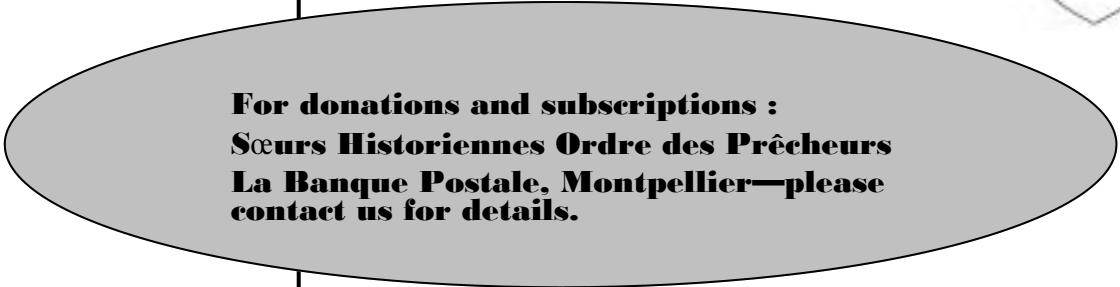 For donations and subscriptions :
Sœurs Historiennes Ordre des Prêcheurs
La Banque Postale, Montpellier—please
contact us for details.